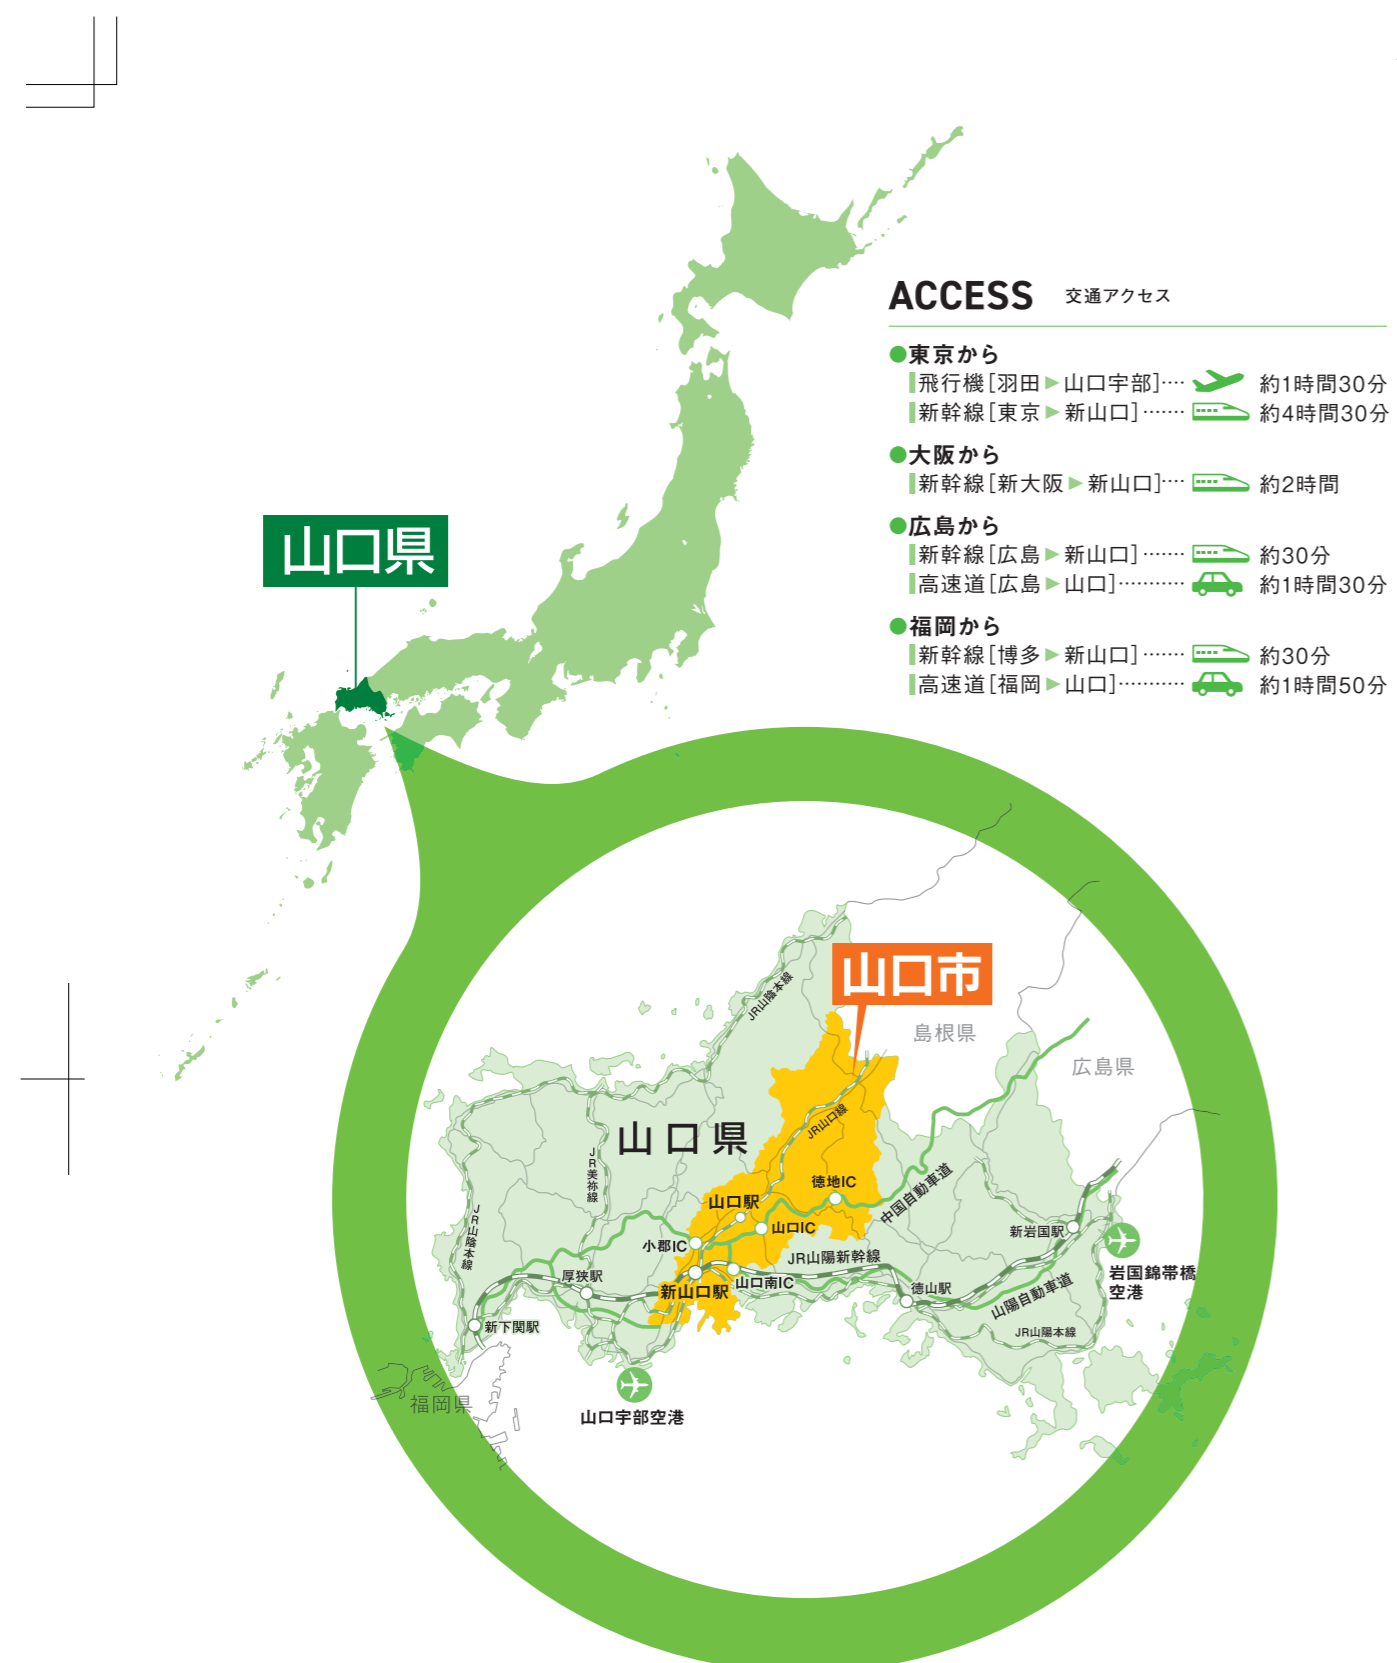 ACCESS 交通アクセス
●東京から
飛行機[羽田▶山口宇部]…… 約1時間30分
新幹線[東京▶新山口]…… 約4時間30分
●大阪から
新幹線[新大阪▶新山口]…… 約2時間
●広島から
新幹線[広島▶新山口]…… 約30分
高速道[広島▶山口]………… 約1時間30分
●福岡から
新幹線[博多▶新山口]…… 約30分
高速道[福岡▶山口]………… 約1時間50分
山口県
山口市
JR山陰本線
島根県
広島県
山口県
JR山口線
JR美祢線
徳地IC
中国自動車道
山口駅
山口IC
JR山陰本線
小郡IC
新岩国駅
JR山陽新幹線
厚狭駅
新山口駅
山口南IC
徳山駅
山陽自動車道
岩国錦帯橋
空港
新下関駅
JR山陽本線
福岡県
山口宇部空港